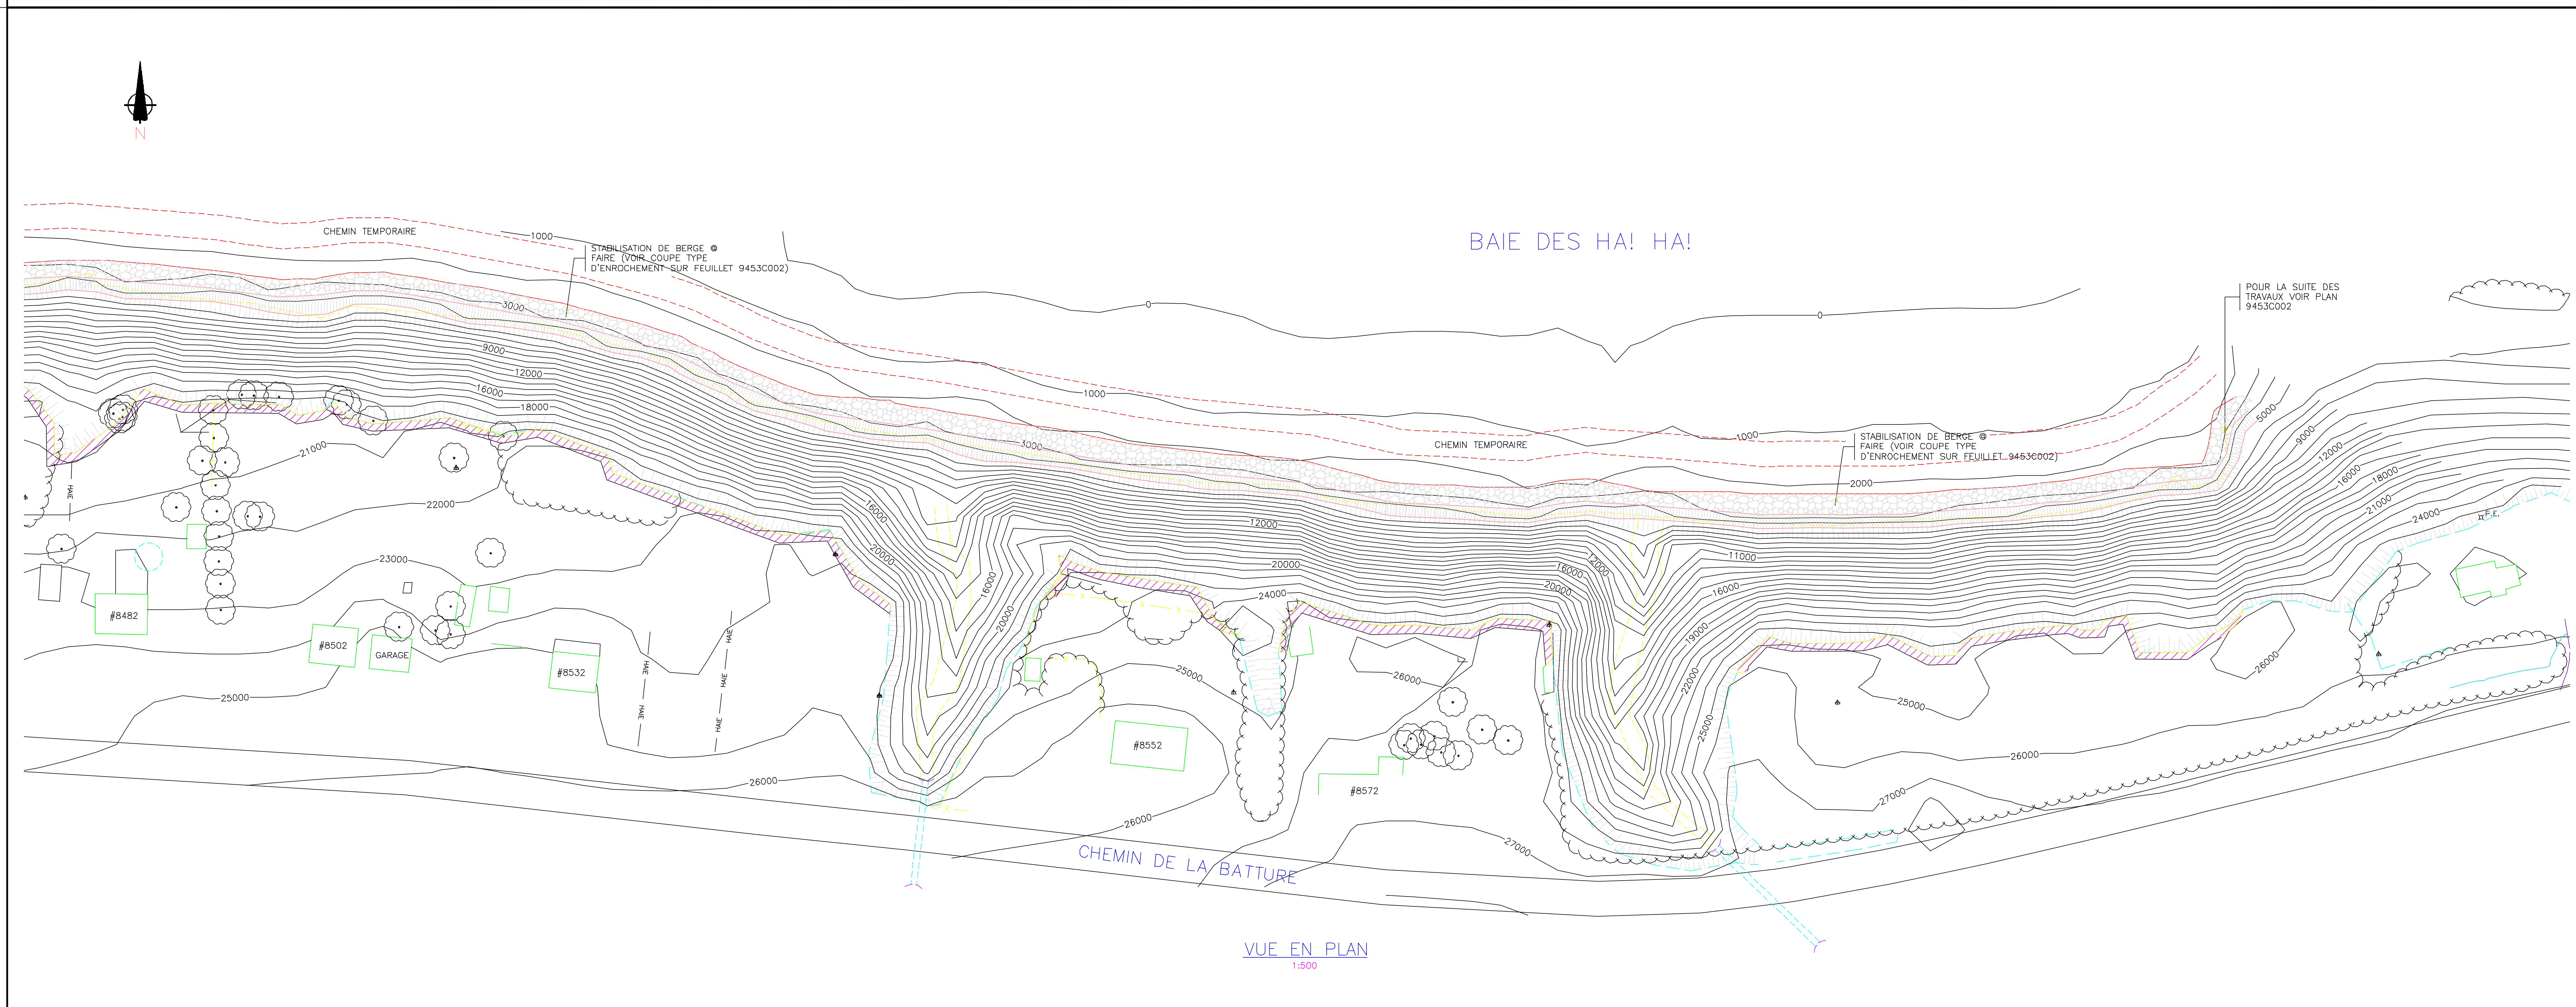 N
CHEMIN TEMPORAIRE
1000
STABILISATION DE BERGE @
FAIRE (VOIR COUPE TYPE
D'ENROCHEMENT SUR FEUILLET 9453C002)
BAIE DES HA! HA!
0
0
POUR LA SUITE DES
TRAVAUX VOIR PLAN
9453C002
3000
9000
12000
16000
18000
1000
3000
CHEMIN TEMPORAIRE
1000
STABILISATION DE BERGE @
FAIRE (VOIR COUPE TYPE
D'ENROCHEMENT SUR FEUILLET 9453C002)
2000
5000
9000
12000
16000
18000
21000
24000
P.E.
21000
22000
23000
HAIE
16000
20000
16000
20000
12000
20000
24000
12000
16000
20000
11000
16000
19000
22000
25000
#8482
#8502
GARAGE
#8532
HAIE
HAIE
HAIE
HAIE
25000
25000
26000
25000
26000
26000
26000
#8552
#8572
26000
27000
27000
CHEMIN DE LA BATTURE
VUE EN PLAN
1:500